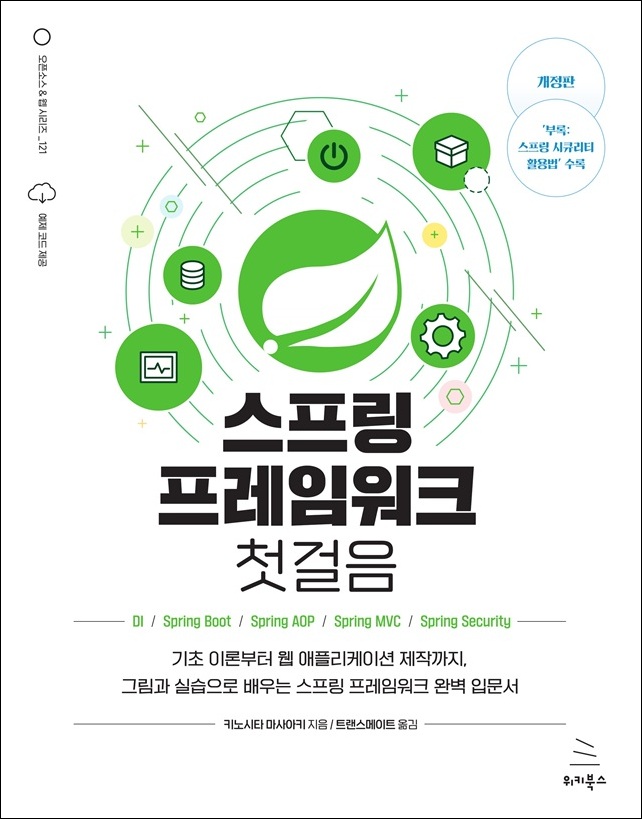 오픈소스 & 웹 시리즈_121
예제 코드 제공
개정판
'부록:
스프링 시큐리티
활용법' 수록
스프링
프레임워크
첫걸음
DI / Spring Boot / Spring AOP / Spring MVC / Spring Security
기초 이론부터 웹 애플리케이션 제작까지,
그림과 실습으로 배우는 스프링 프레임워크 완벽 입문서
키노시타 마사아키 지음 / 트랜스메이트 옮김
위키북스